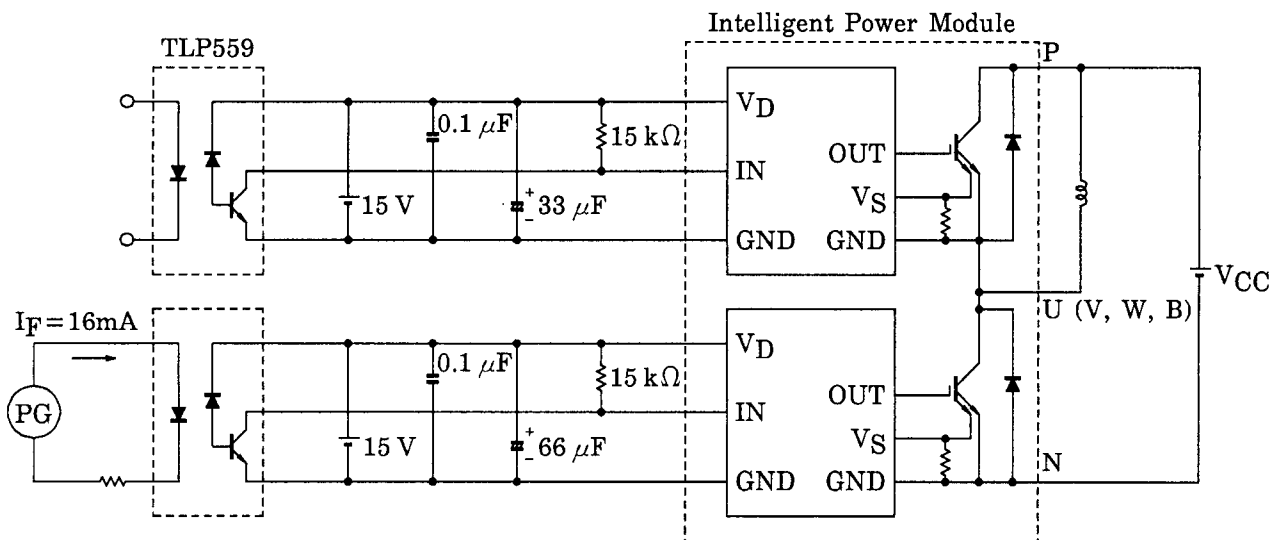 Intelligent Power Module
TLP559
P
0.1 μF
15 kΩ
VD
OUT
IN
VS
15 V
+
-
33 μF
GND
GND
VCC
U (V, W, B)
IF=16mA
VD
0.1 μF
15 kΩ
OUT
PG
IN
VS
15 V
+
-
66 μF
N
GND
GND